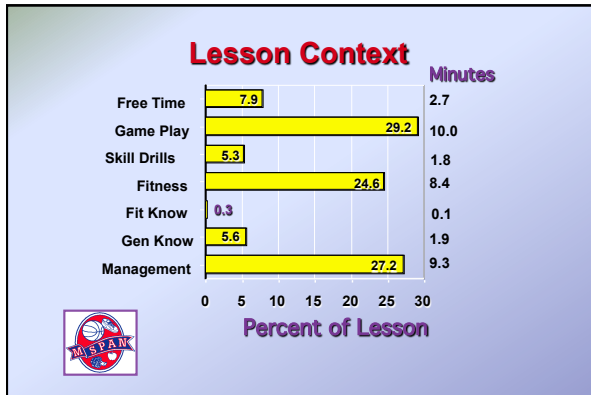 Lesson Context
Minutes
Free Time 7.9 2.7
Game Play 29.2 10.0
Skill Drills 5.3 1.8
Fitness 24.6 8.4
Fit Know 0.3 0.1
Gen Know 5.6 1.9
Management 27.2 9.3
0 5 10 15 20 25 30
Percent of Lesson
M SPAN